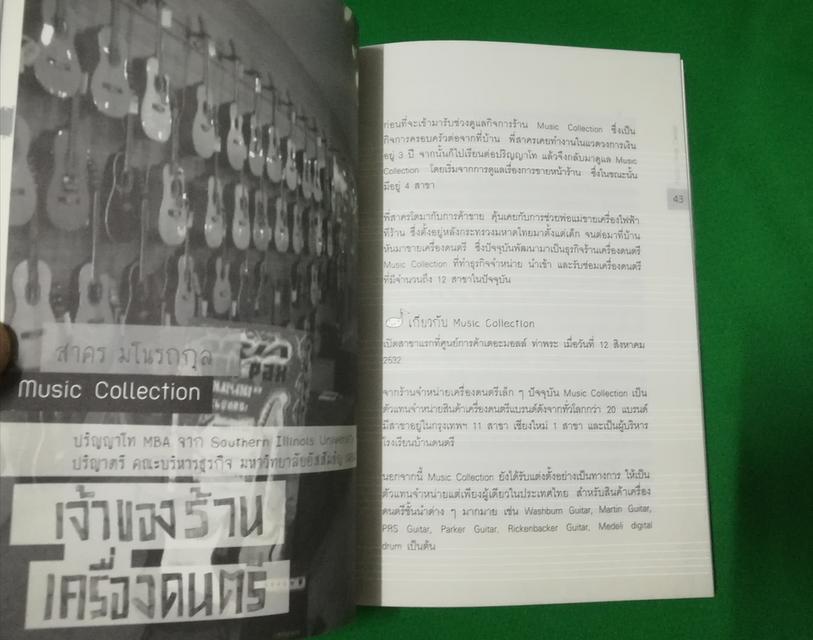 สาคร มโนรถกุล
Music Collection
ปริญญาโท MBA จาก Southern Illinois University
ปริญาตรี คณะบริหารธุรกิจ มหาวิทยาลัยอัสสัมชัญ
เจ้าของร้าน
เครื่องดนตรี
ก่อนที่จะเข้ามารับช่วงดูแลกิจการร้าน Music Collection ซึ่งเป็น
กิจการครอบครัวต่อจากที่บ้าน พี่สาครเคยทำงานในแวดวงการเงิน
อยู่ 3 ปี จากนั้นก็ไปเรียนต่อปริญญาโท แล้วจึงกลับมาดูแล Music
Collection โดยเริ่มจากการดูแลเรื่องการขายหน้าร้าน ซึ่งในขณะนั้น
มีอยู่ 4 สาขา
43
พี่สาครโตมากับการค้าขาย คุ้นเคยกับการช่วยพ่อแม่ขายเครื่องไฟฟ้า
ที่ร้าน ซึ่งตั้งอยู่หลังกระทรวงมหาดไทยมาตั้งแต่เด็ก จนต่อมาที่บ้าน
หันมาขายเครื่องดนตรี ซึ่งปัจจุบันพัฒนามาเป็นธุรกิจร้านเครื่องดนตรี
Music Collection ที่ทำธุรกิจจำหน่าย นำเข้า และรับซ่อมเครื่องดนตรี
ที่มีจำนวนถึง 12 สาขาในปัจจุบัน
เกี่ยวกับ Music Collection
เปิดสาขาแรกที่ศูนย์การค้าเดอะมอลล์ ท่าพระ เมื่อวันที่ 12 สิงหาคม
2532
จากร้านจำหน่ายเครื่องดนตรีเล็ก ๆ ปัจจุบัน Music Collection เป็น
ตัวแทนจำหน่ายสินค้าเครื่องดนตรีแบรนด์ดังจากทั่วโลกกว่า 20 แบรนด์
มีสาขาอยู่ในกรุงเทพฯ 11 สาขา เชียงใหม่ 1 สาขา และเป็นผู้บริหาร
โรงเรียนบ้านดนตรี
นอกจากนี้ Music Collection ยังได้รับแต่งตั้งอย่างเป็นทางการ ให้เป็น
ตัวแทนจำหน่ายแต่เพียงผู้เดียวในประเทศไทย สำหรับสินค้าเครื่อง
ดนตรีชั้นนำต่าง ๆ มากมาย เช่น Washburn Guitar, Martin Guitar,
PRS Guitar, Parker Guitar, Rickenbacker Guitar, Medeli digital
drum เป็นต้น